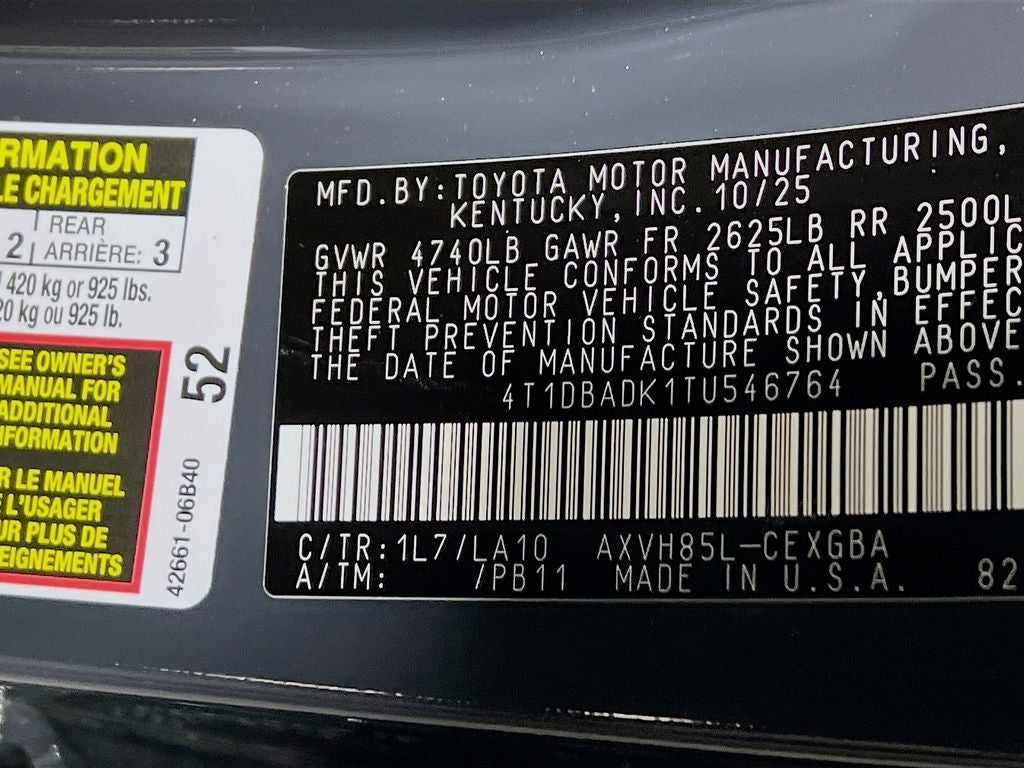 RMATION
LE CHARGEMENT
2 REAR
ARRIÈRE: 3
420 kg or 925 lbs.
20 kg ou 925 lb.
SEE OWNER'S
MANUAL FOR
ADDITIONAL
INFORMATION
R LE MANUEL
L'USAGER
UR PLUS DE
EIGNEMENTS
52
42661-06B40
MFD.BY:TOYOTA MOTOR MANUFACTURING,
KENTUCKY,INC.10/25
GVWR 4740LB GAWR FR 2625LB RR 2500L
THIS VEHICLE CONFORMS TO ALL APPLIC
FEDERAL MOTOR VEHICLE SAFETY,BUMPER
THEFT PREVENTION STANDARDS IN EFFEC
THE DATE OF MANUFACTURE SHOWN ABOVE
4T1DBADK1TU546764 PASS.
C/TR:1L7/LA10 AXVH85L-CEXGBA
A/TM: /PB11 MADE IN U.S.A. 82